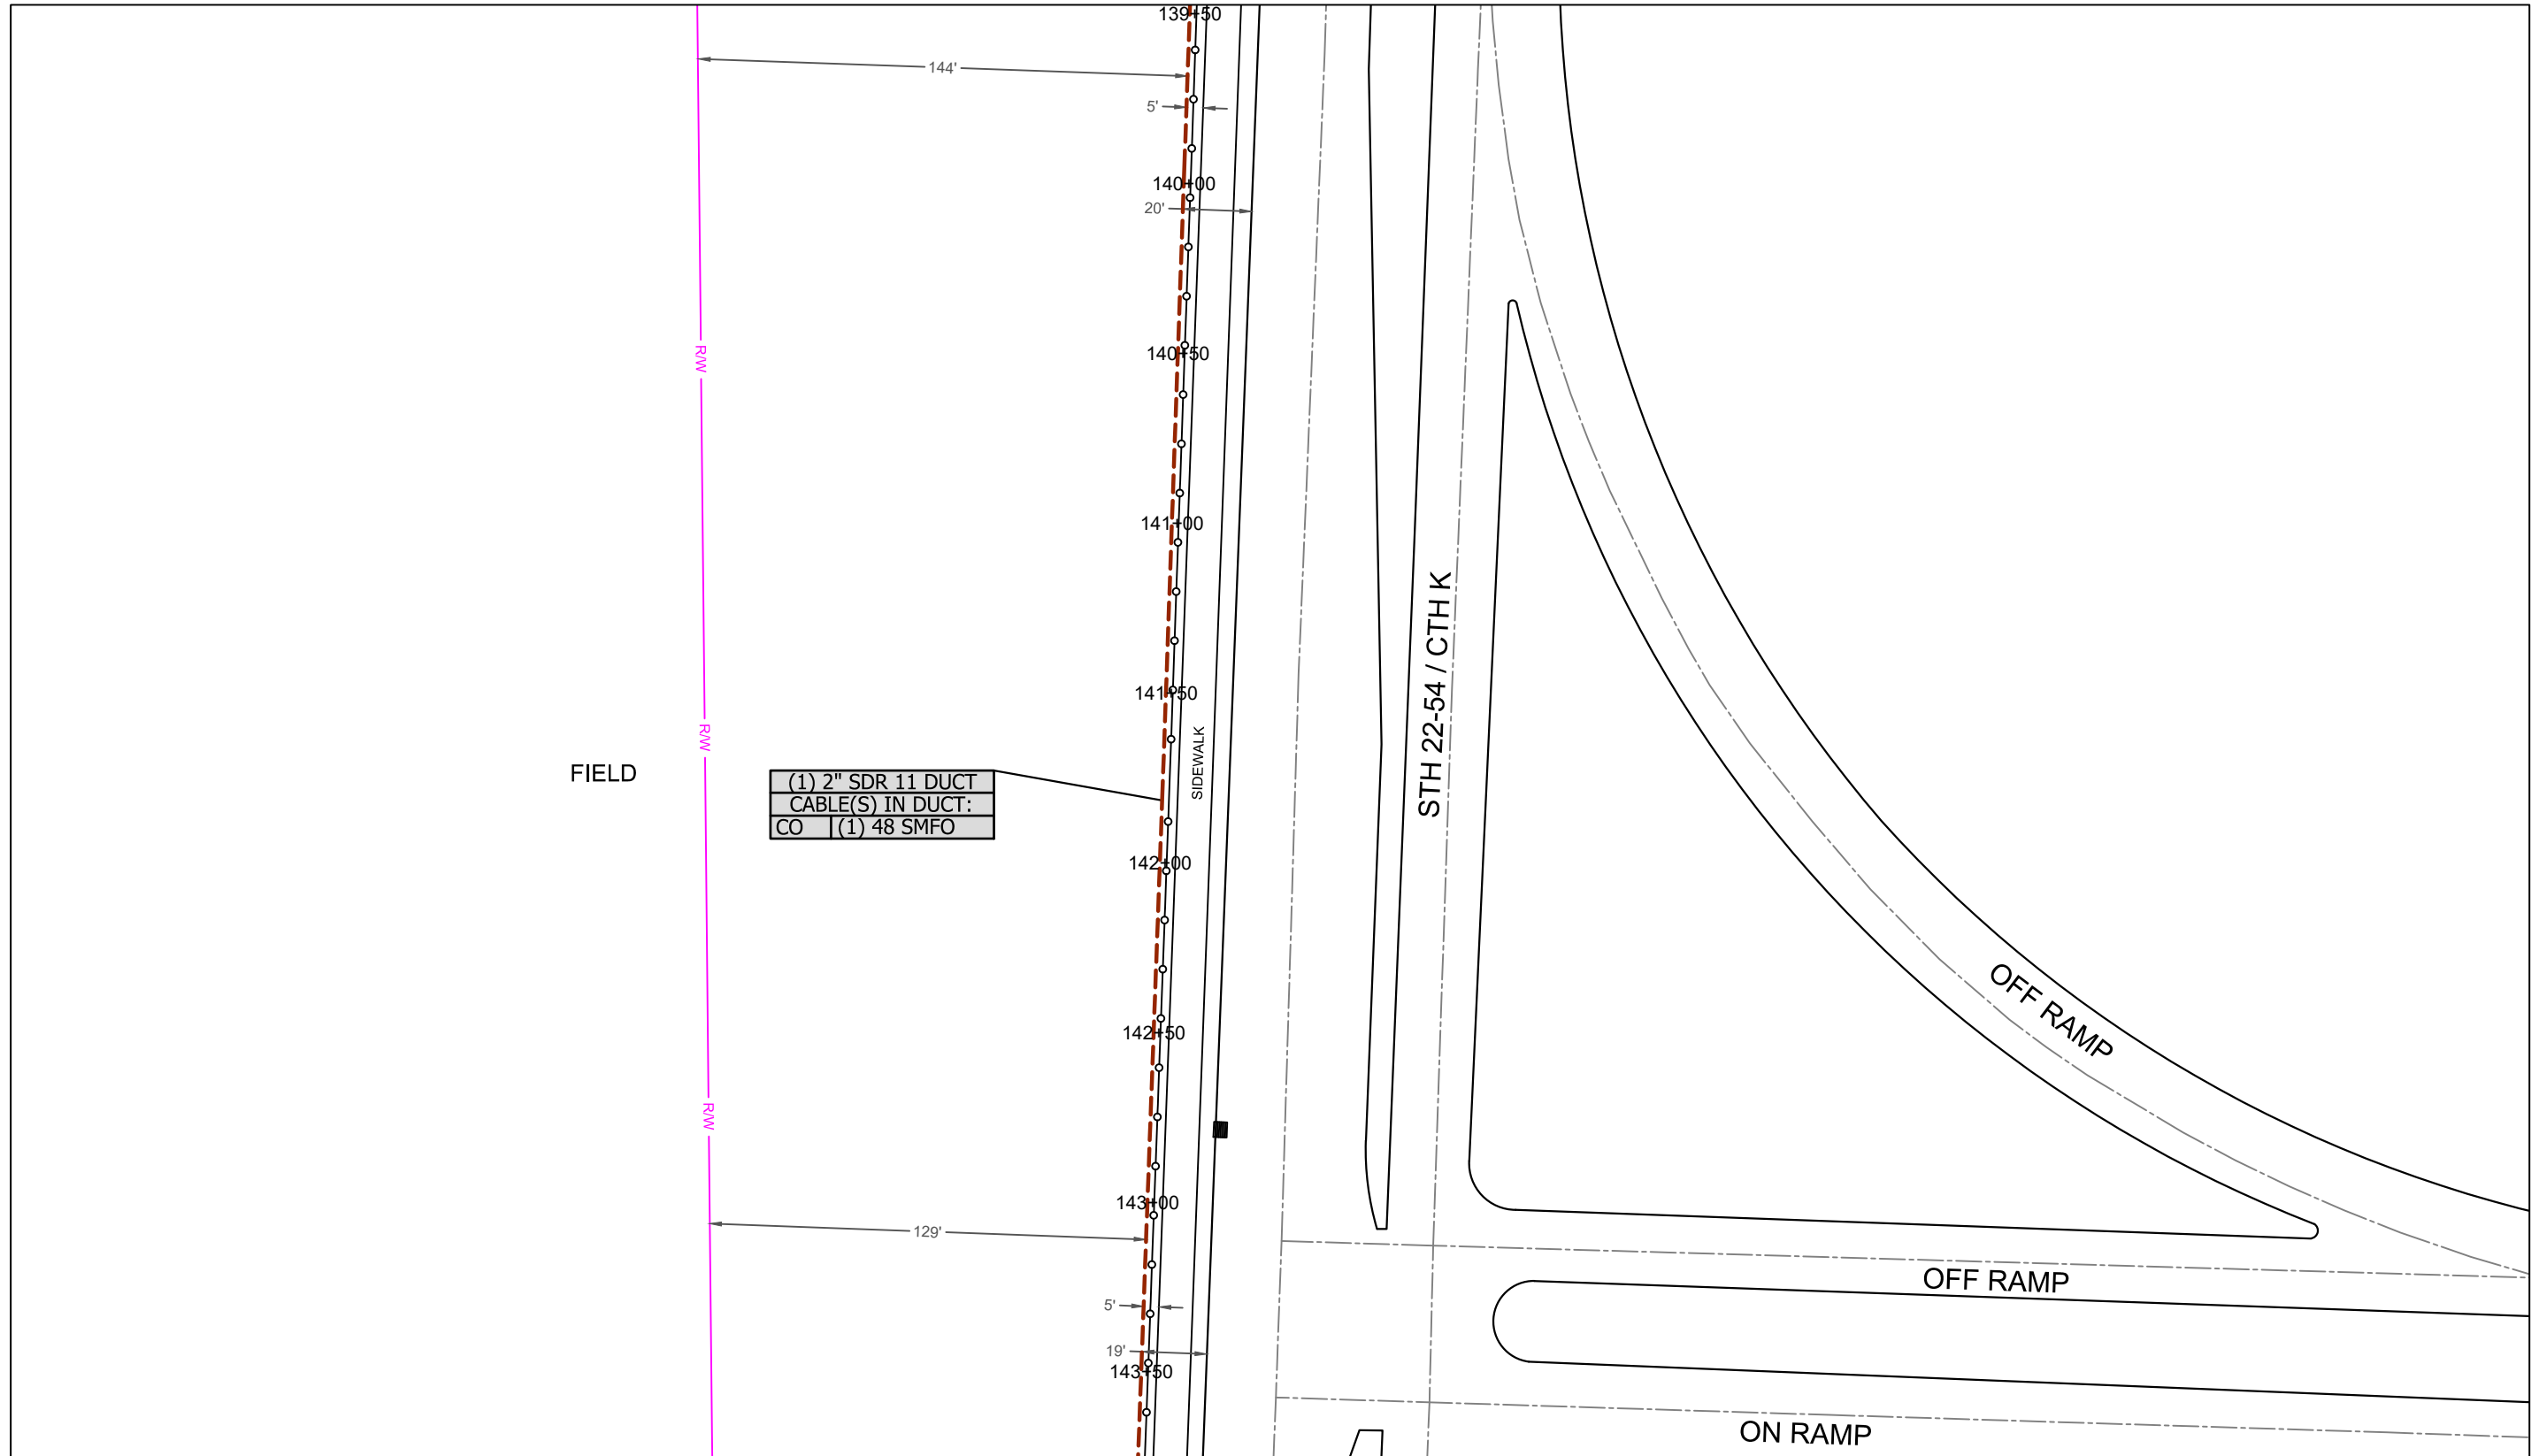 139+50
144'
5'
140+00
20'
R/W
140+50
141+00
141+50
STH 22-54 / CTH K
R/W
SIDEWALK
FIELD
(1) 2" SDR 11 DUCT
CABLE(S) IN DUCT:
CO (1) 48 SMFO
142+00
142+50
OFF RAMP
R/W
143+00
129'
OFF RAMP
5'
19'
143+50
ON RAMP